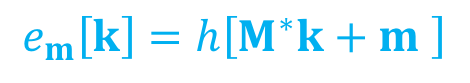 e_𝐦[𝐤] = h[𝐌*𝐤 + 𝐦 ]